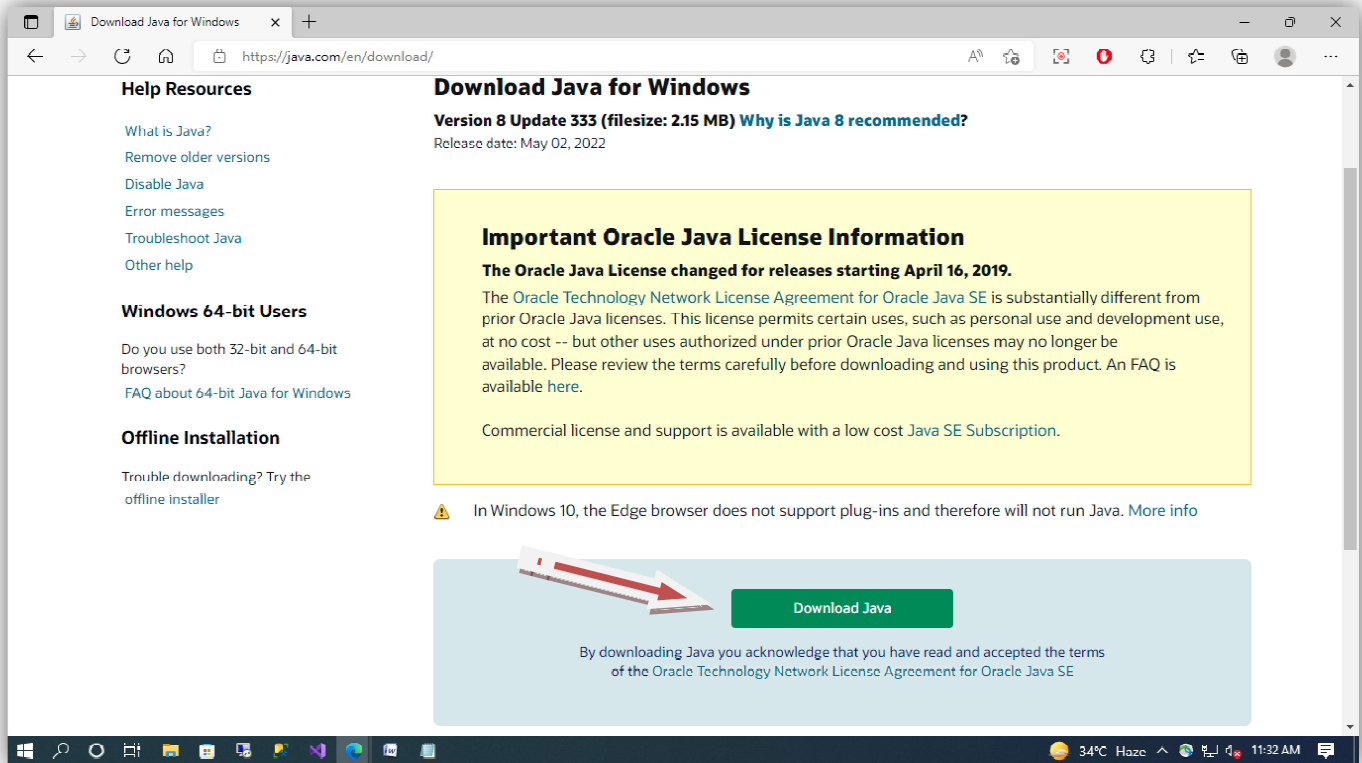 Download Java for Windows
https://java.com/en/download/
Help Resources
What is Java?
Remove older versions
Disable Java
Error messages
Troubleshoot Java
Other help
Windows 64-bit Users
Do you use both 32-bit and 64-bit
browsers?
FAQ about 64-bit Java for Windows
Offline Installation
Trouble downloading? Try the
offline installer
Download Java for Windows
Version 8 Update 333 (filesize: 2.15 MB) Why is Java 8 recommended?
Release date: May 02, 2022
Important Oracle Java License Information
The Oracle Java License changed for releases starting April 16, 2019.
The Oracle Technology Network License Agreement for Oracle Java SE is substantially different from
prior Oracle Java licenses. This license permits certain uses, such as personal use and development use,
at no cost -- but other uses authorized under prior Oracle Java licenses may no longer be
available. Please review the terms carefully before downloading and using this product. An FAQ is
available here.
Commercial license and support is available with a low cost Java SE Subscription.
In Windows 10, the Edge browser does not support plug-ins and therefore will not run Java. More info
Download Java
By downloading Java you acknowledge that you have read and accepted the terms
of the Oracle Technology Network License Agreement for Oracle Java SE
34°C Haze
11:32 AM